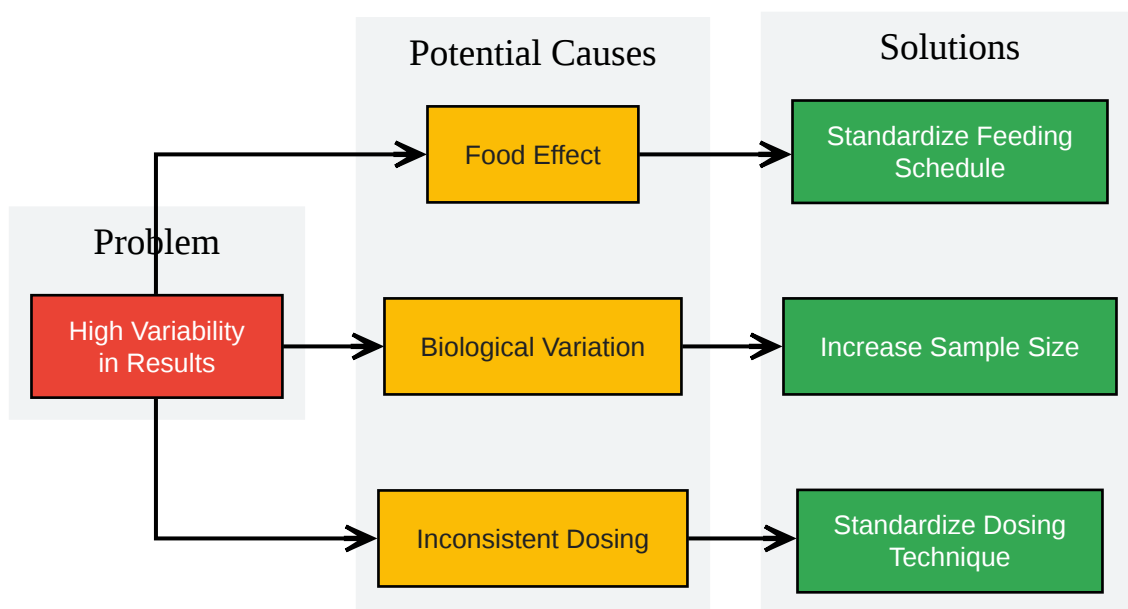 Potential Causes
Solutions
Food Effect
Standardize Feeding
Schedule
Problem
High Variability
in Results
Biological Variation
Increase Sample Size
Inconsistent Dosing
Standardize Dosing
Technique